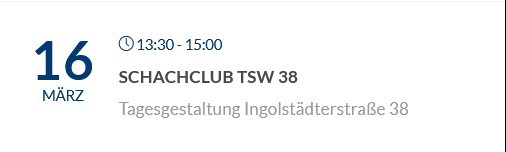 16
MÄRZ
13:30 - 15:00
SCHACHCLUB TSW 38
Tagesgestaltung Ingolstädterstraße 38